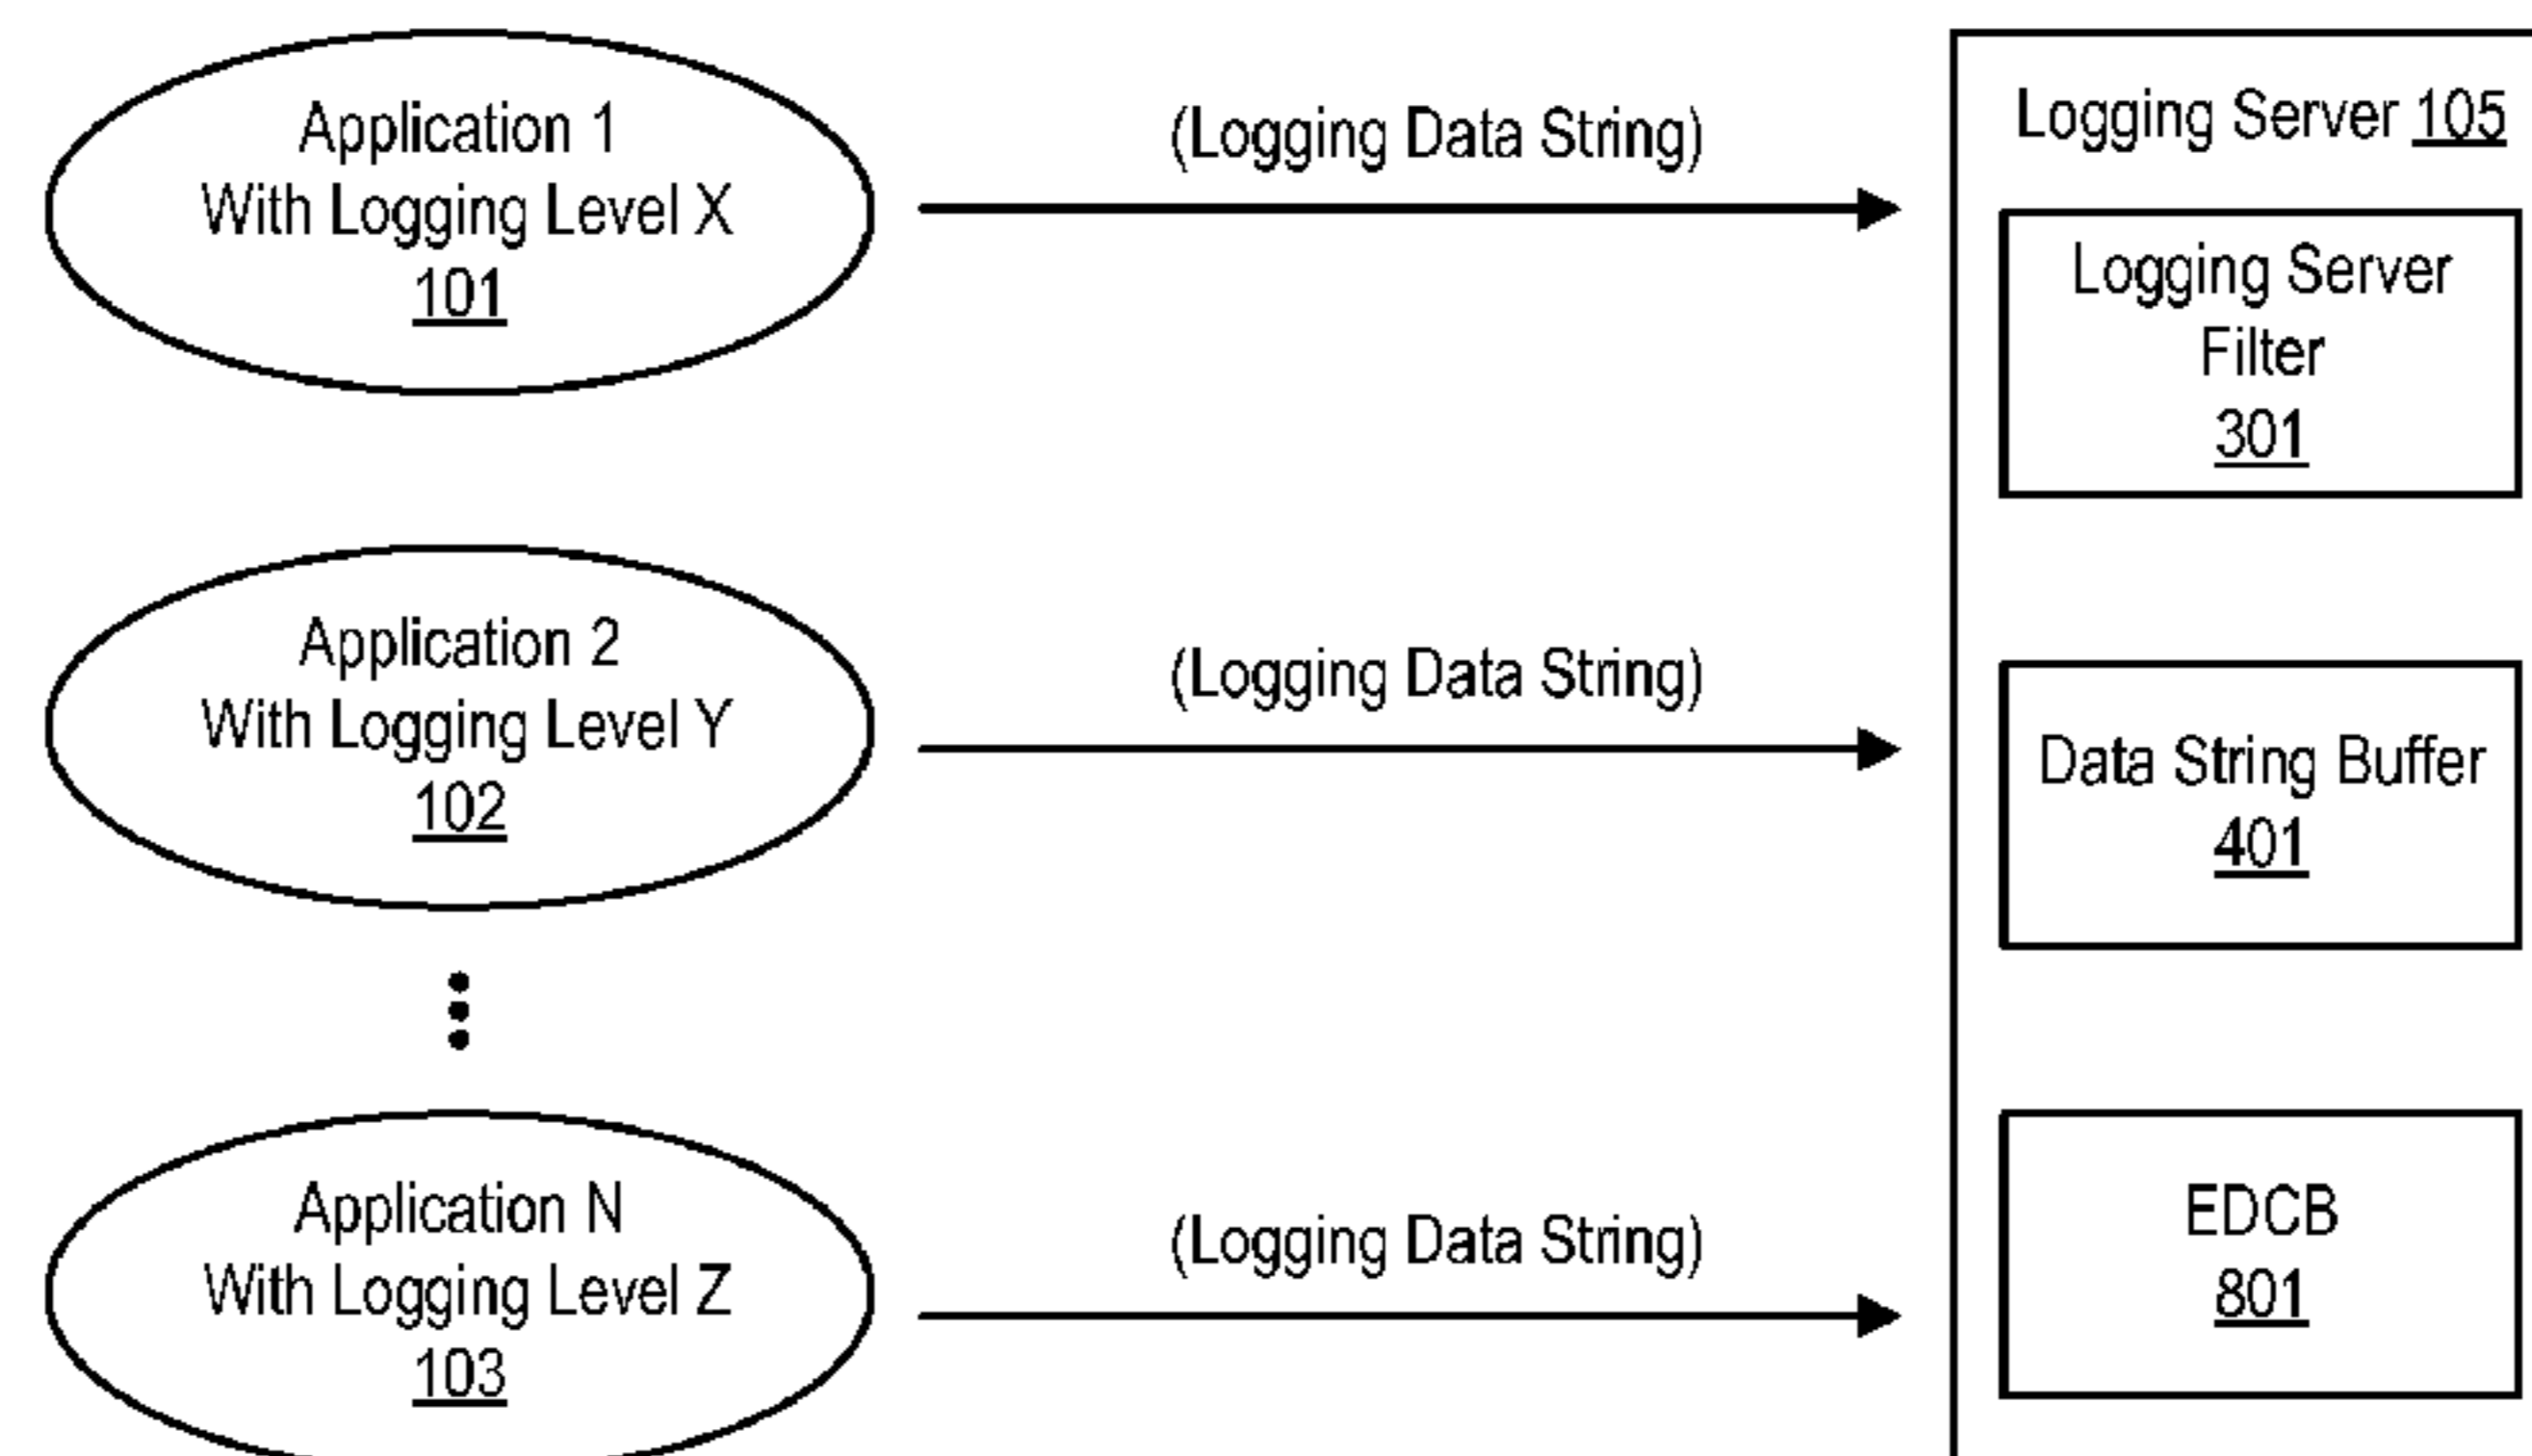 Application 1
With Logging Level X
101
(Logging Data String)
Logging Server 105
Logging Server
Filter
301
Application 2
With Logging Level Y
102
(Logging Data String)
Data String Buffer
401
Application N
With Logging Level Z
103
(Logging Data String)
EDCB
801